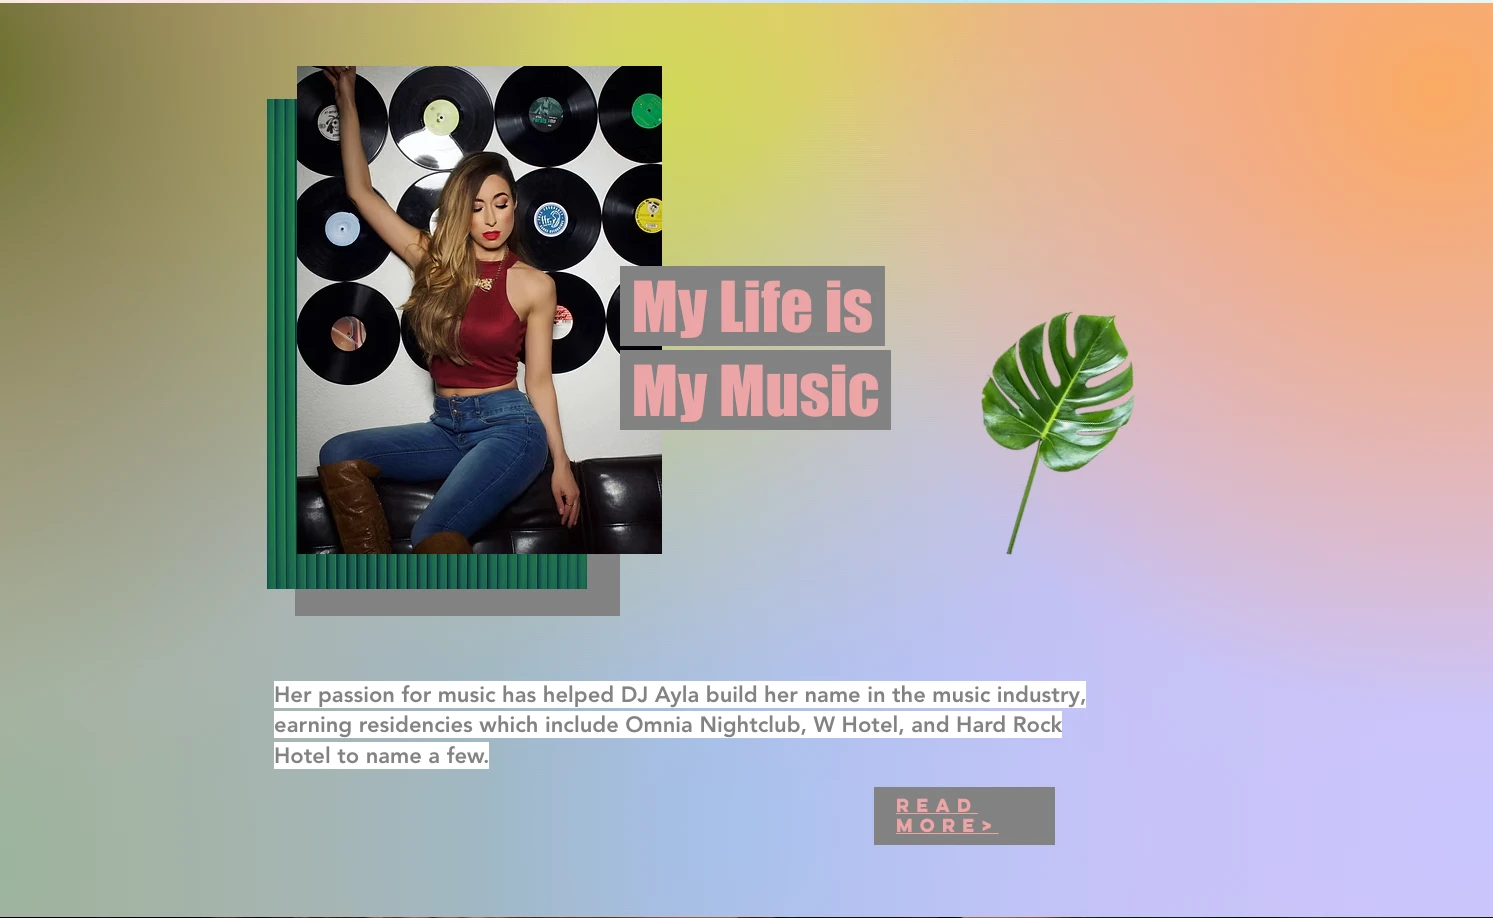 My Life is
My Music
Her passion for music has helped DJ Ayla build her name in the music industry,
earning residencies which include Omnia Nightclub, W Hotel, and Hard Rock
Hotel to name a few.
READ
MORE>